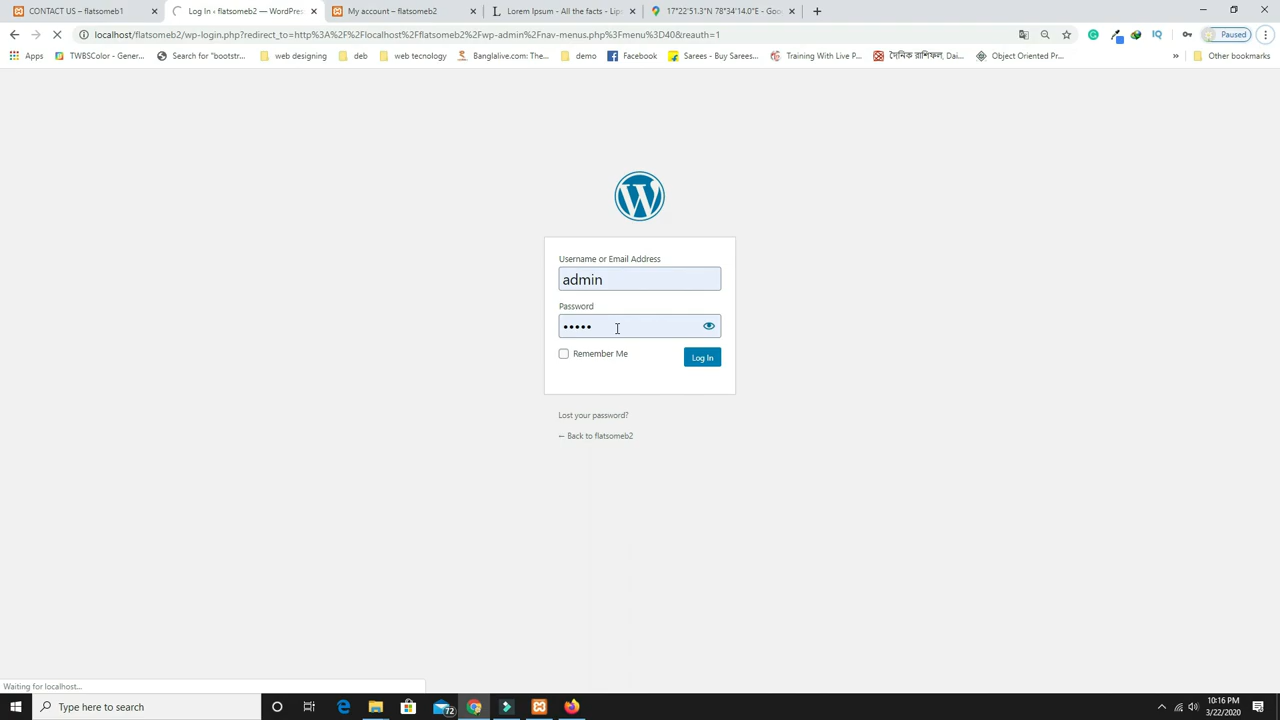 CONTACT US – flatsomeb1
Log In ‹ flatsomeb2 — WordPres
My account – flatsomeb2
Lorem Ipsum - All the facts - Lip
17°22'51.3"N 78°34'14.0"E - Goo
localhost/flatsomeb2/wp-login.php?redirect_to=http%3A%2F%2Flocalhost%2Fflatsomeb2%2Fwp-admin%2Fnav-menus.php%3Fmenu%3D40&reauth=1
Paused
Apps
TWBSColor - Genera...
Search for "bootstr...
web designing
deb
web tecnology
Banglalive.com: The...
demo
Facebook
Sarees - Buy Sarees...
Training With Live P...
দৈনিক রাশিফল, Dai...
Object Oriented Pr...
»
Other bookmarks
Username or Email Address
admin
Password
•••••
Remember Me
Log In
Lost your password?
← Back to flatsomeb2
Waiting for localhost...
Type here to search
72
10:16 PM
3/22/2020